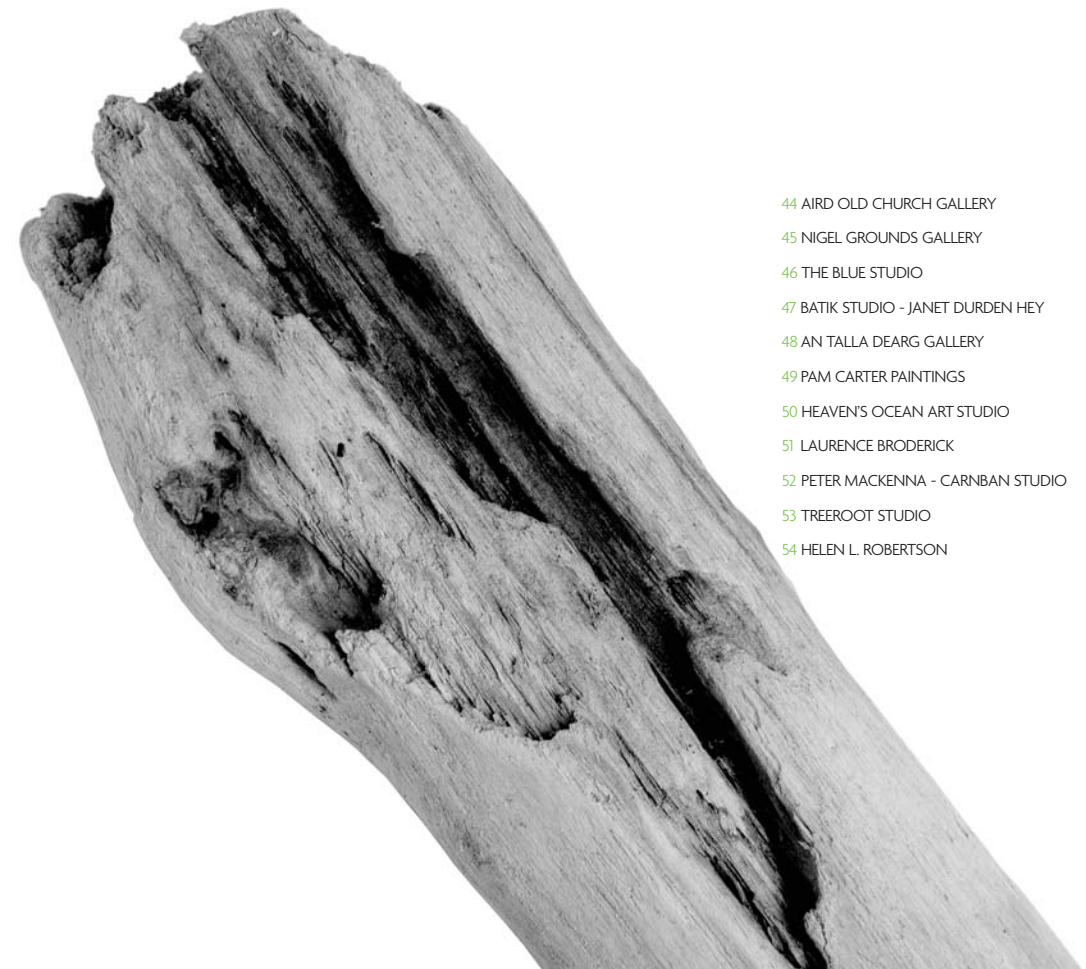 44 AIRD OLD CHURCH GALLERY
45 NIGEL GROUNDS GALLERY
46 THE BLUE STUDIO
47 BATIK STUDIO - JANET DURDEN HEY
48 AN TALLA DEARG GALLERY
49 PAM CARTER PAINTINGS
50 HEAVEN'S OCEAN ART STUDIO
51 LAURENCE BRODERICK
52 PETER MACKENNA - CARNBAN STUDIO
53 TREEROOT STUDIO
54 HELEN L. ROBERTSON